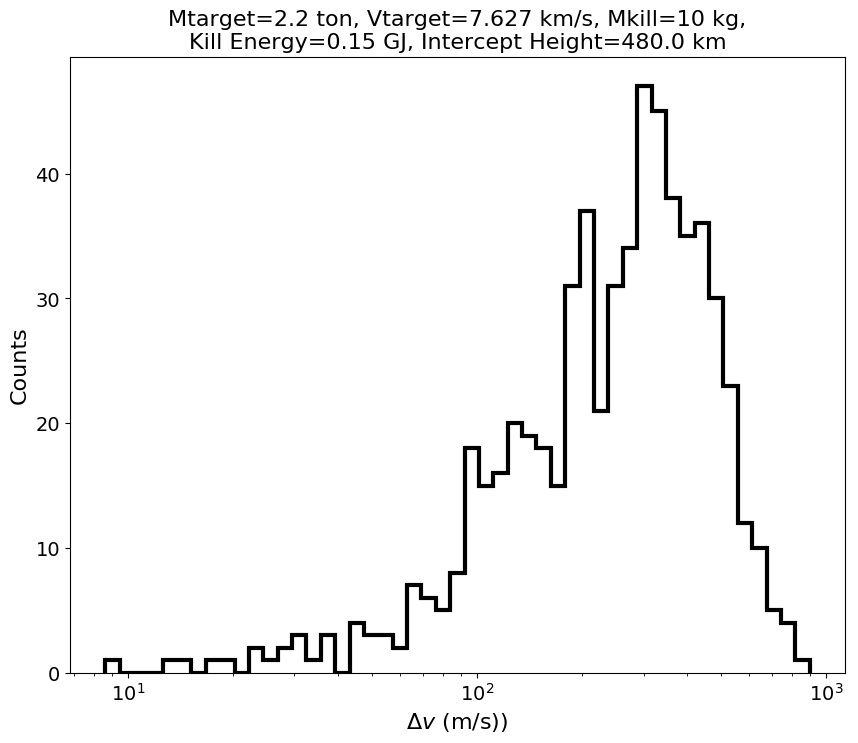 Mtarget=2.2 ton, Vtarget=7.627 km/s, Mkill=10 kg,
Kill Energy=0.15 GJ, Intercept Height=480.0 km
Counts
40
30
20
10
0
10¹
10²
10³
Δv (m/s))